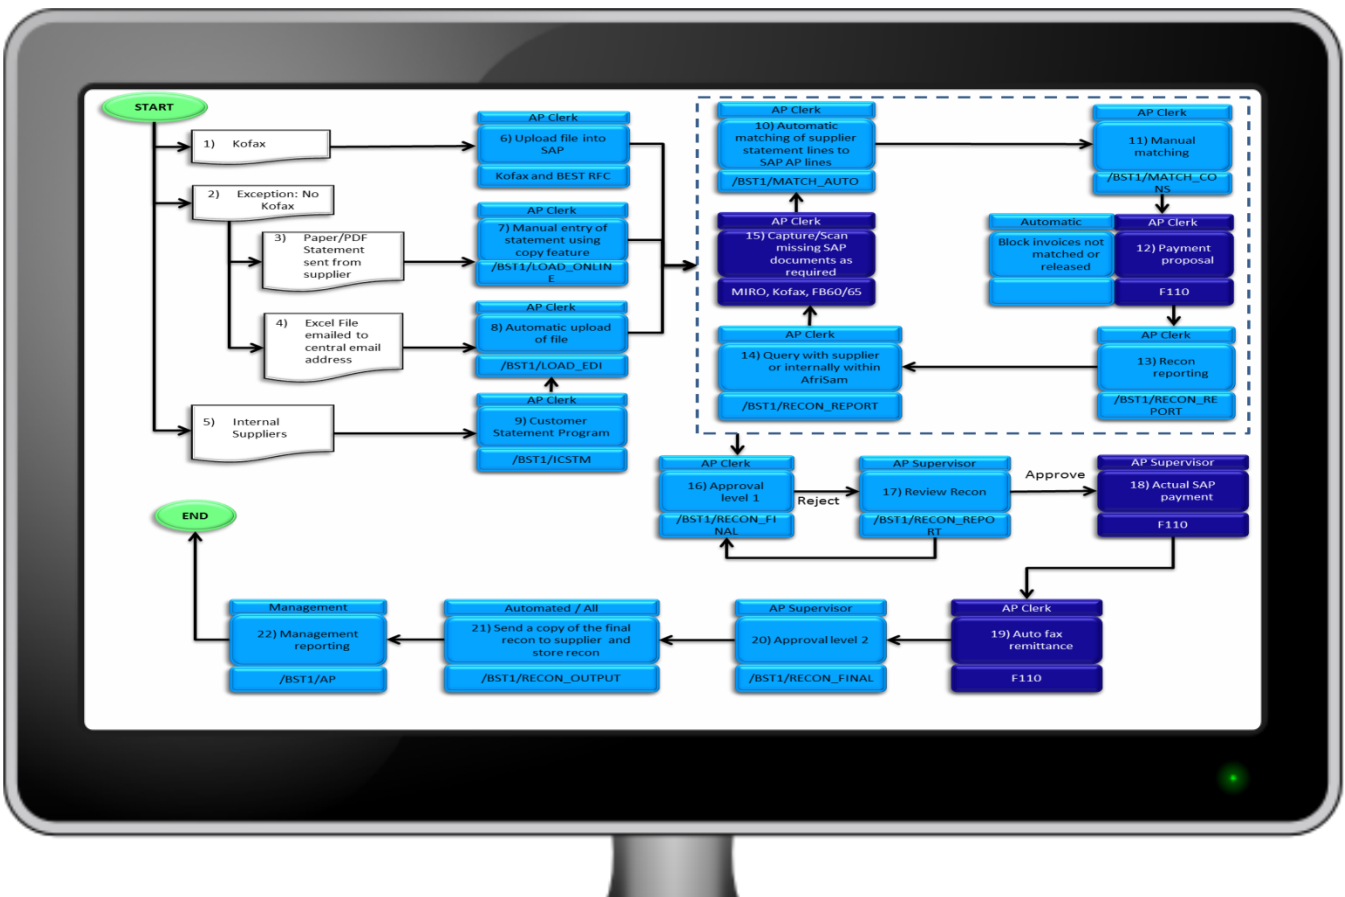 START
1) Kofax
2) Exception: No
Kofax
3) Paper/PDF
Statement
sent from
supplier
4) Excel File
emailed to
central email
address
5) Internal
Suppliers
AP Clerk
6) Upload file into
SAP
Kofax and BEST RFC
AP Clerk
7) Manual entry of
statement using
copy feature
/BST1/LOAD_ONLIN
E
AP Clerk
8) Automatic upload
of file
/BST1/LOAD_EDI
AP Clerk
9) Customer
Statement Program
/BST1/ICSTM
AP Clerk
10) Automatic
matching of supplier
statement lines to
SAP AP lines
/BST1/MATCH_AUTO
AP Clerk
11) Manual
matching
/BST1/MATCH_CO
NS
Automatic
Block invoices not
matched or
released
AP Clerk
12) Payment
proposal
F110
AP Clerk
13) Recon
reporting
/BST1/RECON_RE
PORT
AP Clerk
14) Query with supplier
or internally within
AfriSam
/BST1/RECON_REPORT
AP Clerk
15) Capture/Scan
missing SAP
documents as
required
MIRO, Kofax, FB60/65
AP Clerk
16) Approval
level 1
/BST1/RECON_FI
NAL
Reject
AP Supervisor
17) Review Recon
/BST1/RECON_REPO
RT
Approve
AP Supervisor
18) Actual SAP
payment
F110
AP Clerk
19) Auto fax
remittance
F110
AP Supervisor
20) Approval level 2
/BST1/RECON_FINAL
Automated / All
21) Send a copy of the final
recon to supplier and
store recon
/BST1/RECON_OUTPUT
Management
22) Management
reporting
/BST1/AP
END